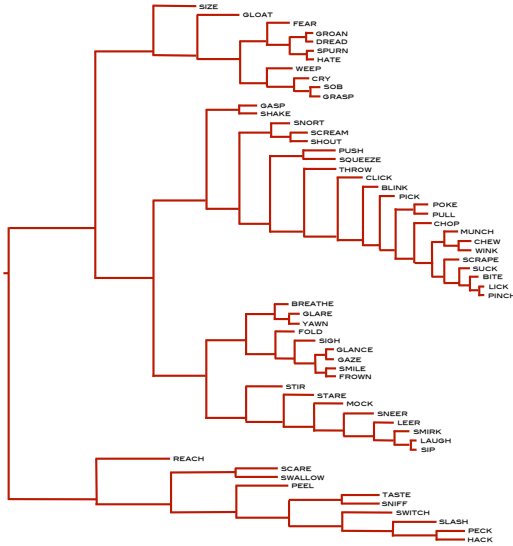 SIZE
GLOAT
FEAR
GROAN
DREAD
SPURN
HATE
WEEP
CRY
SOB
GRASP
GASP
SHAKE
SNORT
SCREAM
SHOUT
PUSH
SQUEEZE
THROW
CLICK
BLINK
PICK
POKE
PULL
CHOP
MUNCH
CHEW
WINK
SCRAPE
SUCK
BITE
LICK
PINCH
BREATHE
GLARE
YAWN
FOLD
SIGH
GLANCE
GAZE
SMILE
FROWN
STIR
STARE
MOCK
SNEER
LEER
SMIRK
LAUGH
SIP
REACH
SCARE
SWALLOW
PEEL
TASTE
SNIFF
SWITCH
SLASH
PECK
HACK